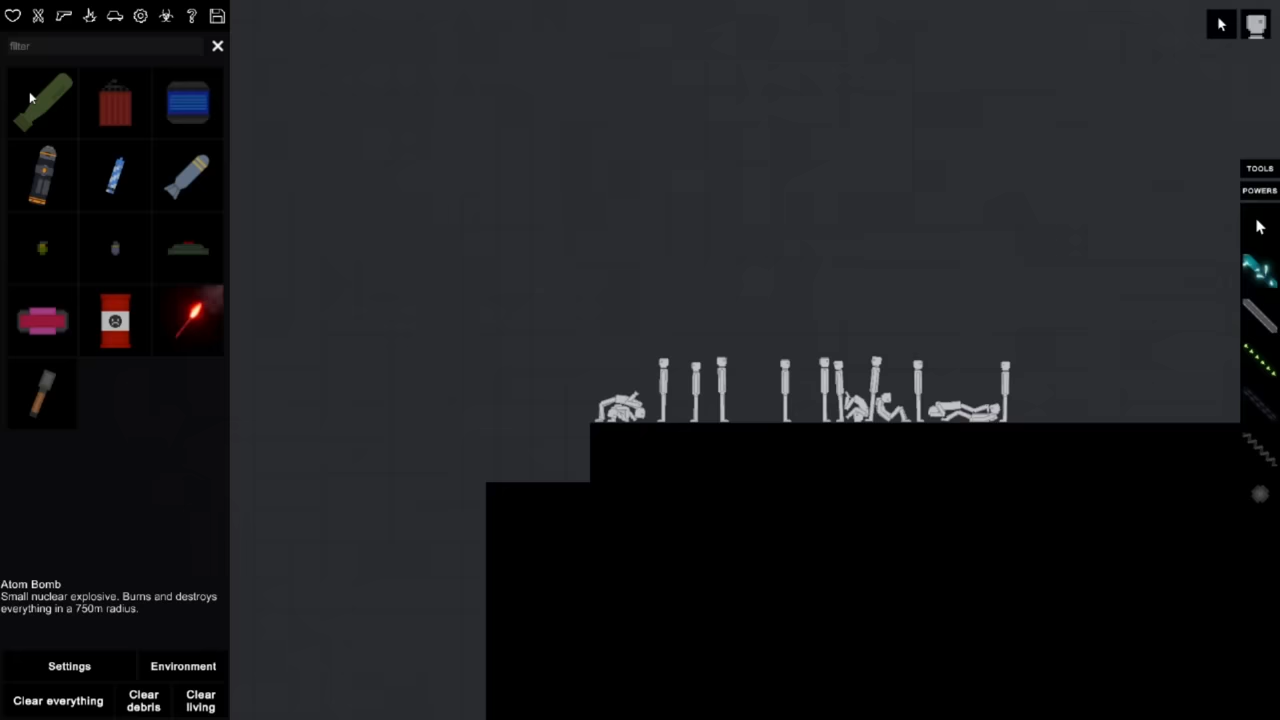 filter
TOOLS
POWERS
Atom Bomb
Small nuclear explosive. Burns and destroys
everything in a 750m radius.
Settings
Environment
Clear everything
Clear
debris
Clear
living